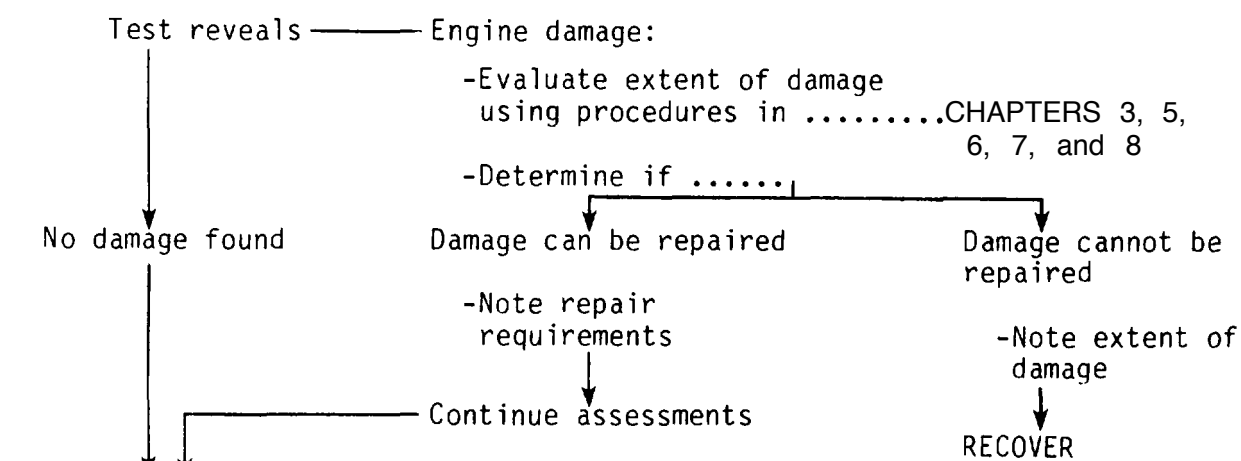 Test reveals
Engine damage:
-Evaluate extent of damage
using procedures in .........CHAPTERS 3, 5,
6, 7, and 8
-Determine if ......
No damage found
Damage can be repaired
Damage cannot be
repaired
-Note repair
requirements
-Note extent of
damage
Continue assessments
RECOVER